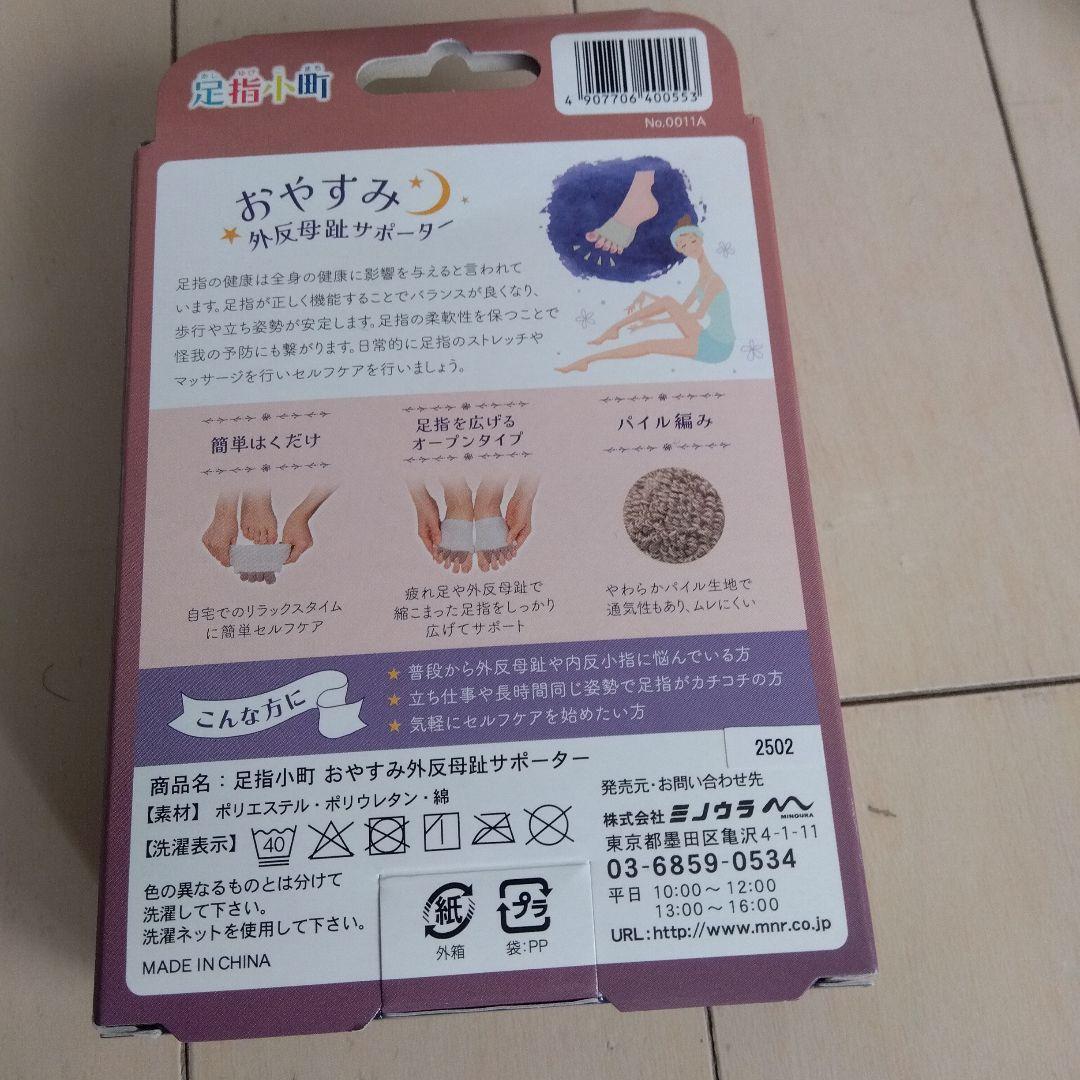 あし ゆび こ まち
足指小町
4 907706 400553
No.0011A
おやすみ
外反母趾サポーター
足指の健康は全身の健康に影響を与えると言われて
います。足指が正しく機能することでバランスが良くなり、
歩行や立ち姿勢が安定します。足指の柔軟性を保つことで
怪我の予防にも繋がります。日常的に足指のストレッチや
マッサージを行いセルフケアを行いましょう。
簡単はくだけ
自宅でのリラックスタイム
に簡単セルフケア
足指を広げる
オープンタイプ
疲れ足や外反母趾で
縮こまった足指をしっかり
広げてサポート
パイル編み
やわらかパイル生地で
通気性もあり、ムレにくい
こんな方に
★ 普段から外反母趾や内反小指に悩んでいる方
★ 立ち仕事や長時間同じ姿勢で足指がカチコチの方
★ 気軽にセルフケアを始めたい方
2502
商品名：足指小町 おやすみ外反母趾サポーター
【素材】 ポリエステル・ポリウレタン・綿
【洗濯表示】 40
色の異なるものとは分けて
洗濯して下さい。
洗濯ネットを使用して下さい。
MADE IN CHINA
紙
外箱
プラ
袋:PP
発売元・お問い合わせ先
株式会社 ミノウラ MINOURA
東京都墨田区亀沢4-1-11
03-6859-0534
平日 10:00～12:00
13:00～16:00
URL:http://www.mnr.co.jp